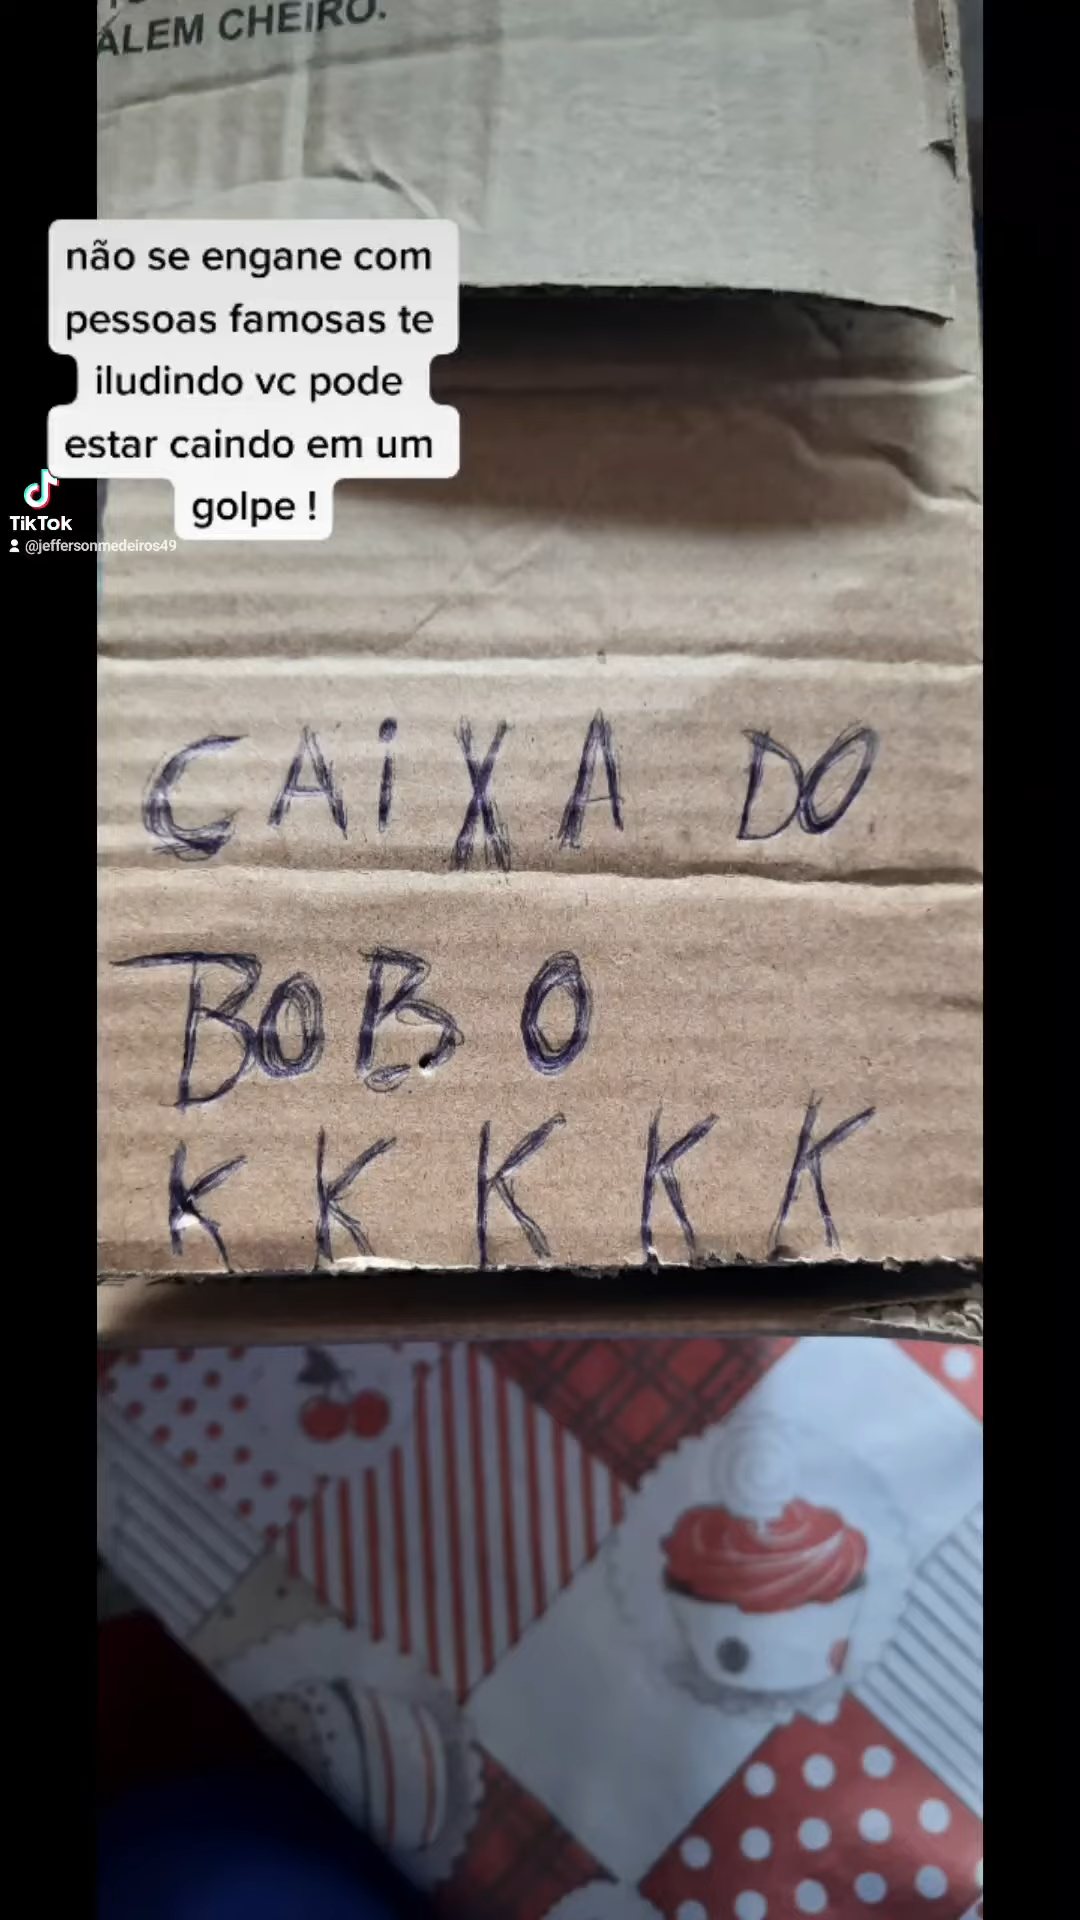 ALEM CHEIRO.
não se engane com
pessoas famosas te
iludindo vc pode
estar caindo em um
golpe !
TikTok
@jeffersonmedeiros49
CAiXA DO
BOBO
K K K K K